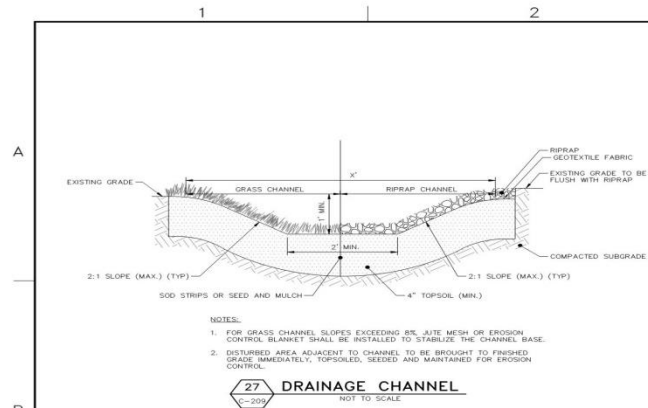 1 2
A
X'
RIPRAP
GEOTEXTILE FABRIC
EXISTING GRADE TO BE
FLUSH WITH RIPRAP
EXISTING GRADE
GRASS CHANNEL RIPRAP CHANNEL
1' MIN.
2' MIN.
COMPACTED SUBGRADE
2:1 SLOPE (MAX.) (TYP) 2:1 SLOPE (MAX.) (TYP)
SOD STRIPS OR SEED AND MULCH 4" TOPSOIL (MIN.)
NOTES:
1. FOR GRASS CHANNEL SLOPES EXCEEDING 8%, JUTE MESH OR EROSION
CONTROL BLANKET SHALL BE INSTALLED TO STABILIZE THE CHANNEL BASE.
2. DISTURBED AREA ADJACENT TO CHANNEL TO BE BROUGHT TO FINISHED
GRADE IMMEDIATELY, TOPSOILED, SEEDED AND MAINTAINED FOR EROSION
CONTROL.
27 DRAINAGE CHANNEL
C-209 NOT TO SCALE